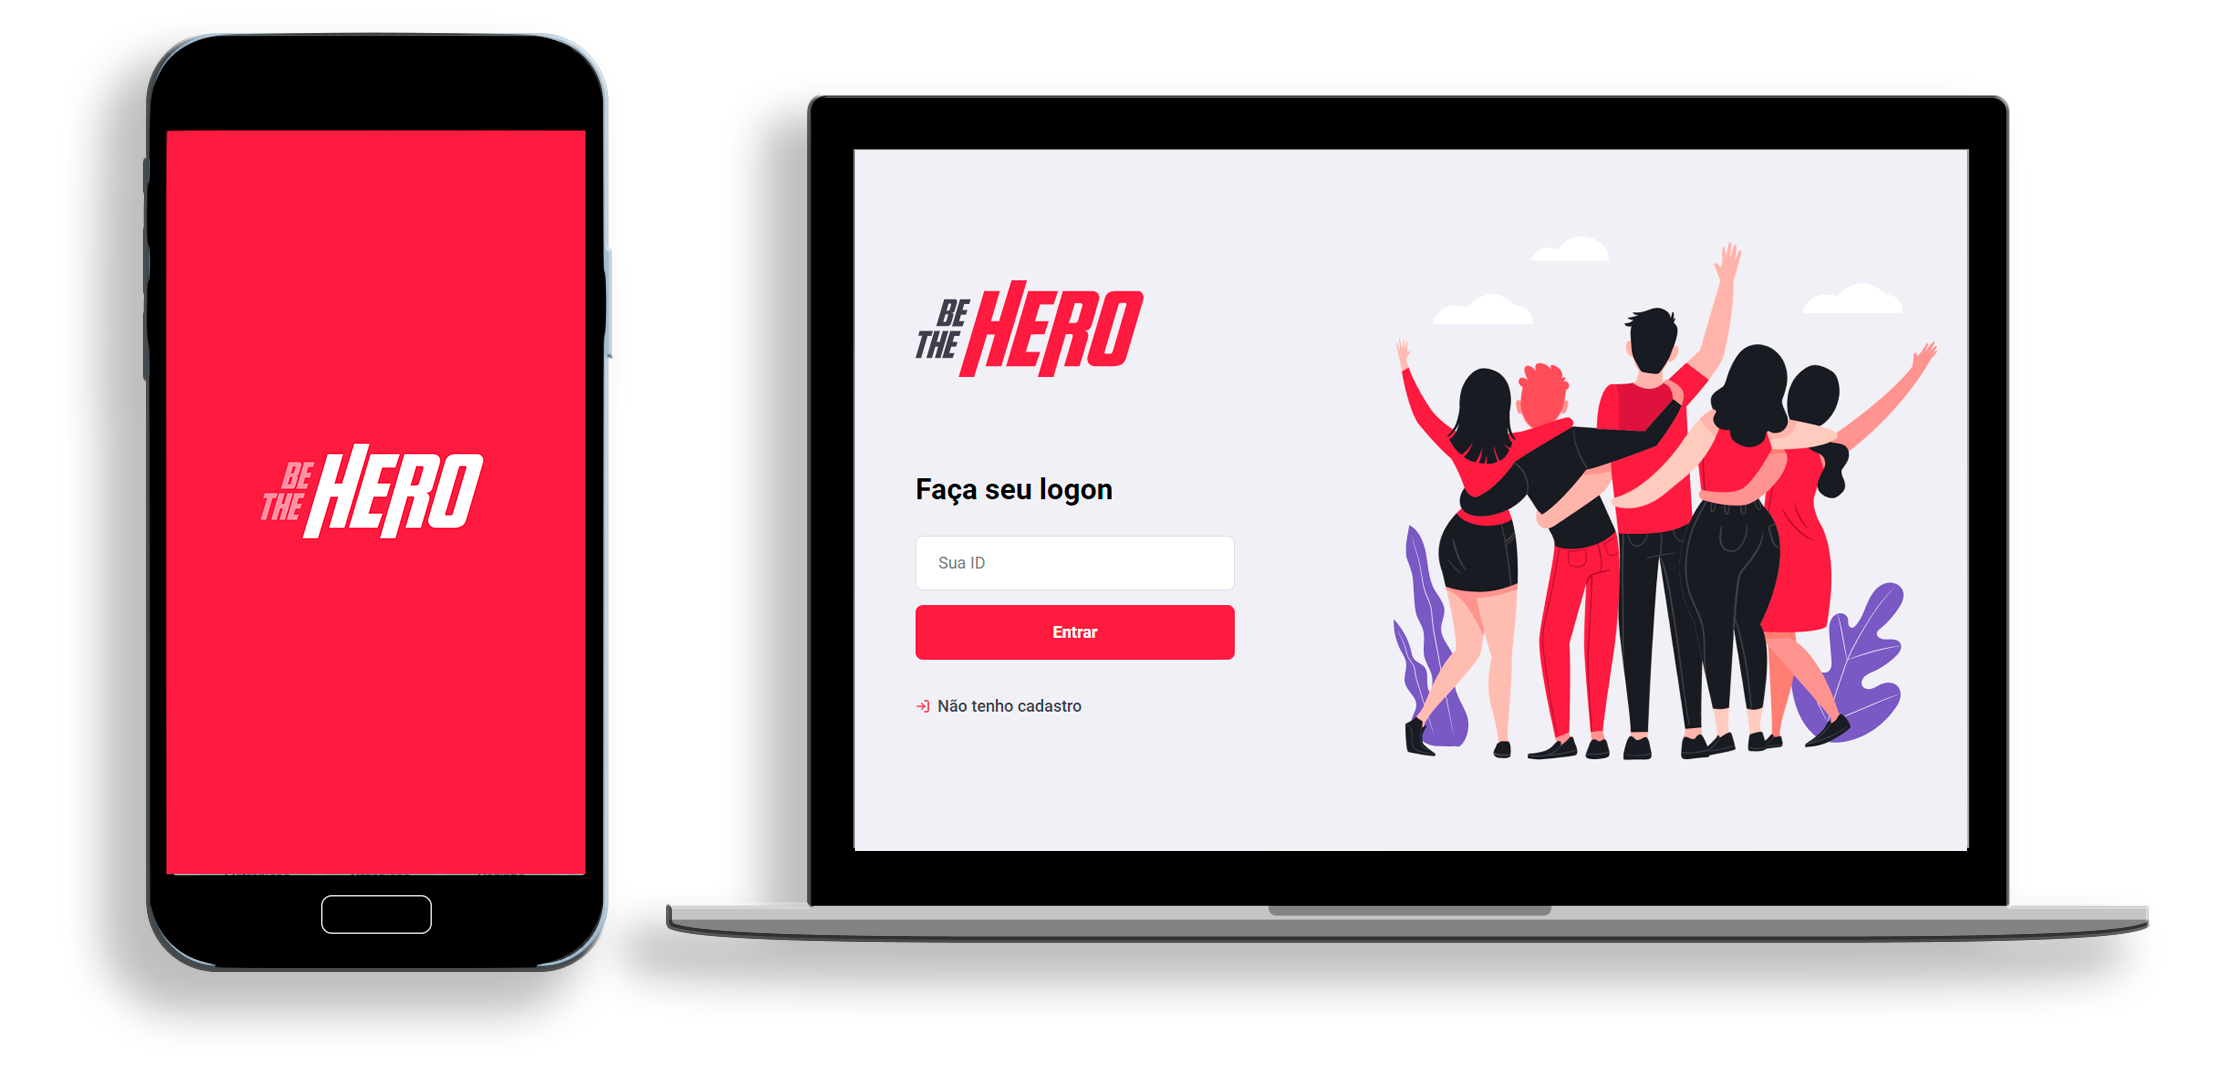 BE
THE HERO
BE
THE HERO
Faça seu logon
Sua ID
Entrar
Não tenho cadastro